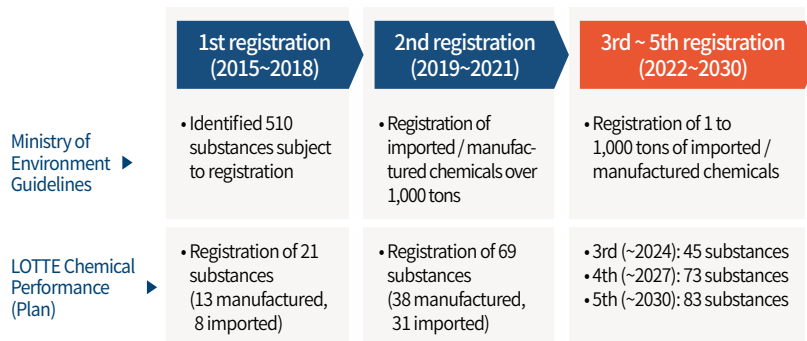 1st registration
(2015~2018)
2nd registration
(2019~2021)
3rd ~ 5th registration
(2022~2030)
Ministry of
Environment
Guidelines
• Identified 510
substances subject
to registration
• Registration of
imported / manufac-
tured chemicals over
1,000 tons
• Registration of 1 to
1,000 tons of imported /
manufactured chemicals
LOTTE Chemical
Performance
(Plan)
• Registration of 21
substances
(13 manufactured,
8 imported)
• Registration of 69
substances
(38 manufactured,
31 imported)
• 3rd (~2024): 45 substances
• 4th (~2027): 73 substances
• 5th (~2030): 83 substances